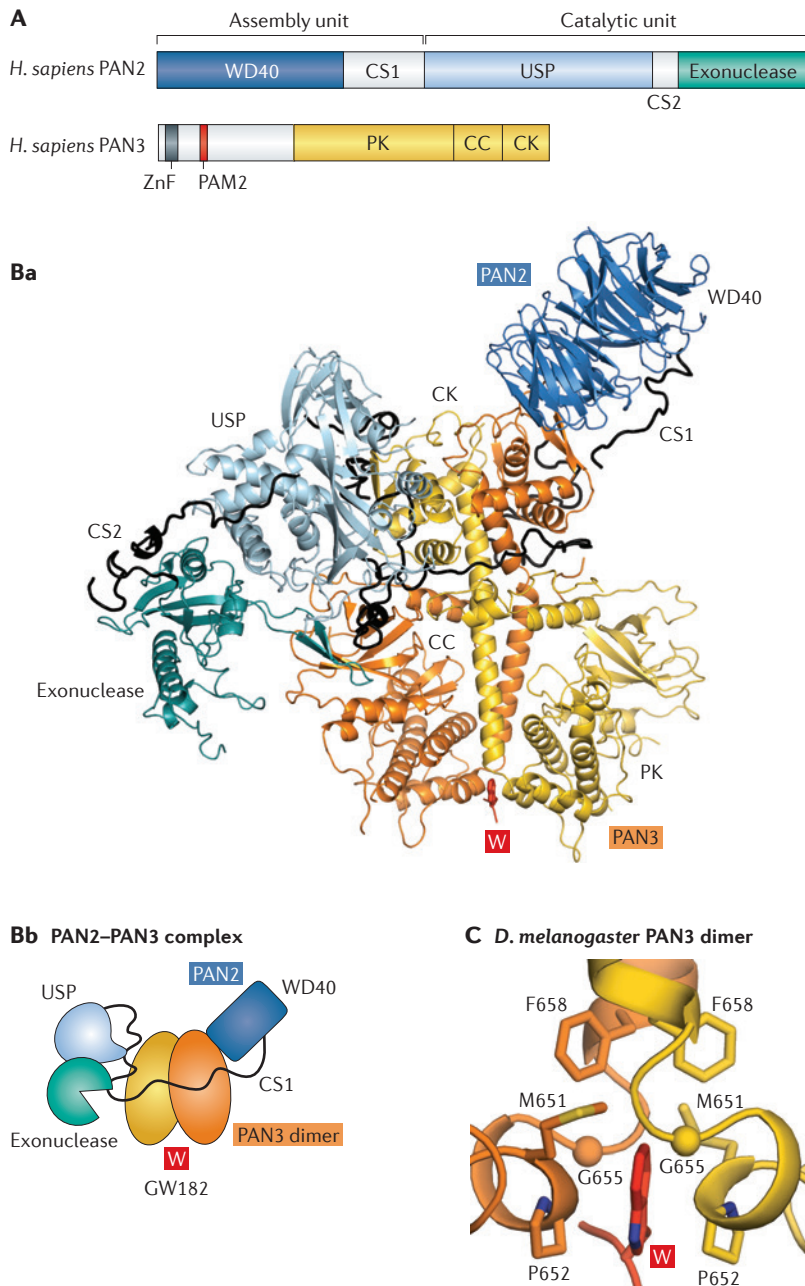 A
Assembly unit Catalytic unit
H. sapiens PAN2 WD40 CS1 USP Exonuclease
CS2
H. sapiens PAN3 PK CC CK
ZnF PAM2
Ba
PAN2
WD40
CK
USP
CS1
CS2
CC
Exonuclease
PK
W
PAN3
Bb PAN2–PAN3 complex
PAN2
WD40
USP
CS1
Exonuclease
PAN3 dimer
W
GW182
C D. melanogaster PAN3 dimer
F658 F658
M651 M651
G655 G655
W
P652 P652